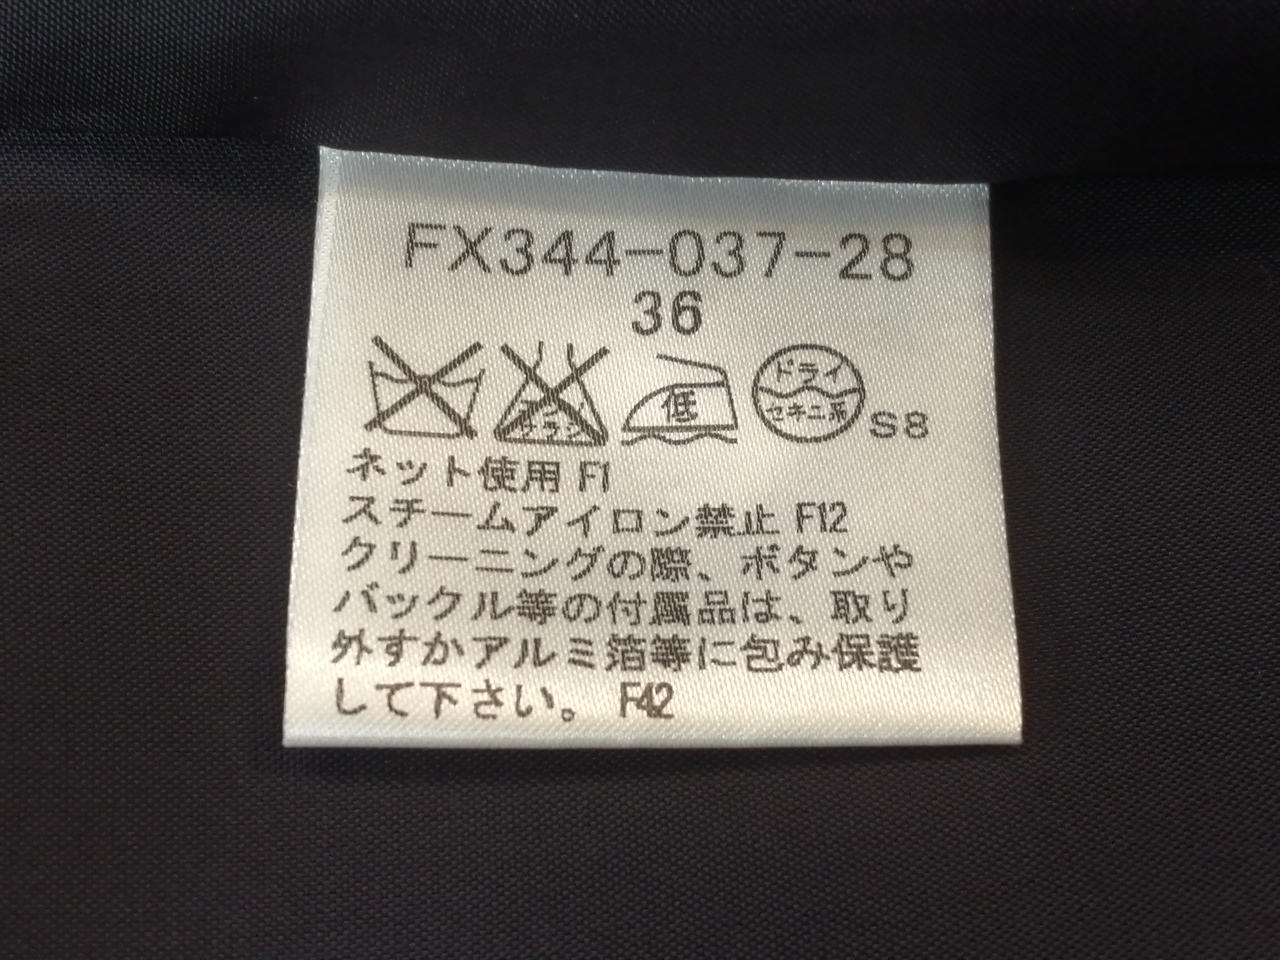 FX344-037-28
36
低
ドライ
セキニ系
S8
ネット使用 F1
スチームアイロン禁止 F12
クリーニングの際、ボタンや
バックル等の付属品は、取り
外すかアルミ箔等に包み保護
して下さい。 F42